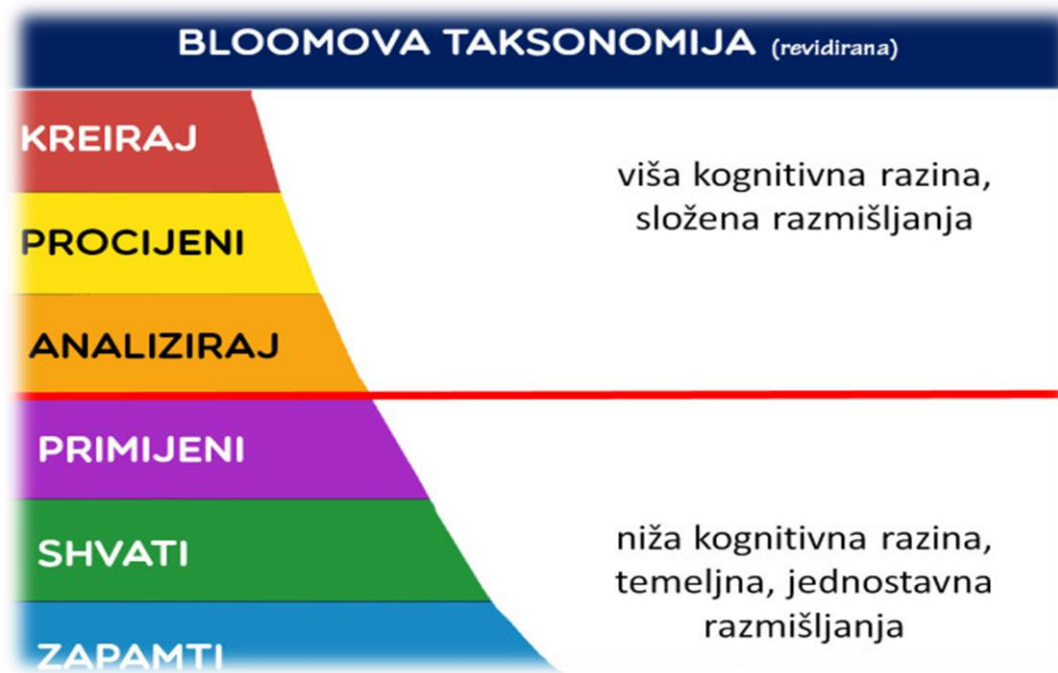 BLOOMOVA TAKSONOMIJA (revidirana)
KREIRAJ
viša kognitivna razina,
složena razmišljanja
PROCIJENI
ANALIZIRAJ
PRIMIJENI
SHVATI
niža kognitivna razina,
temeljna, jednostavna
razmišljanja
ZAPAMTI